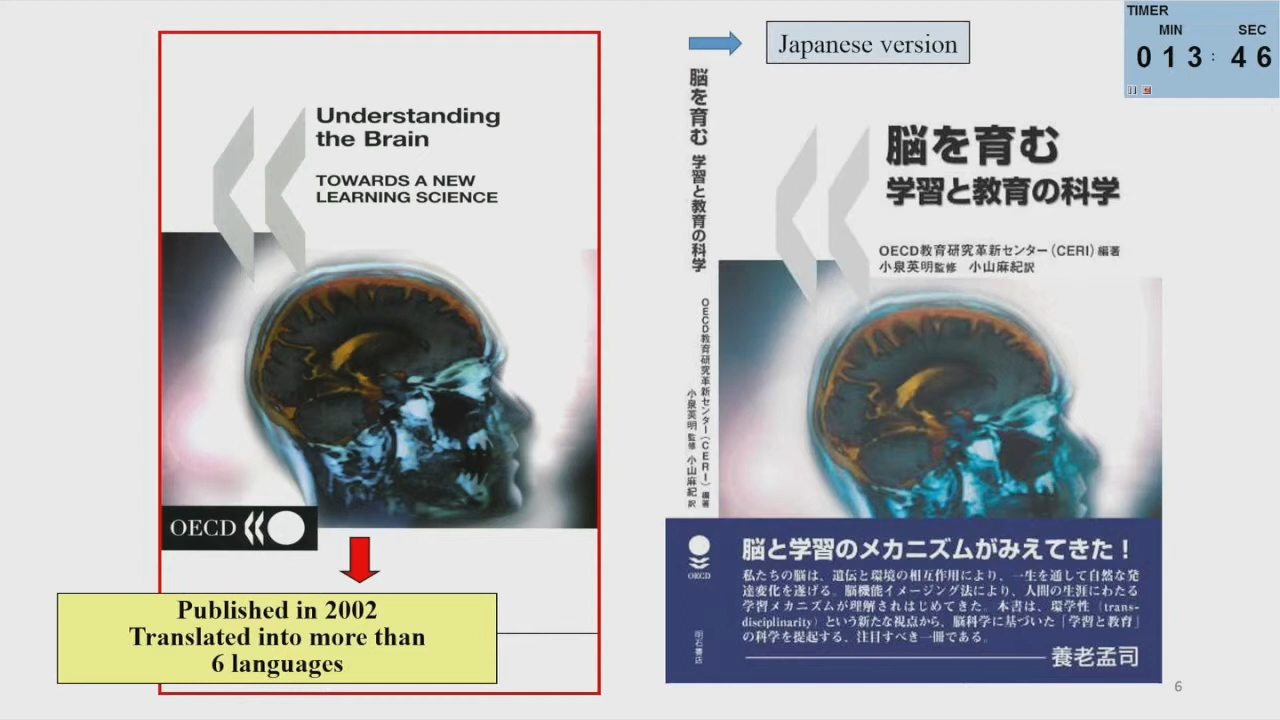 TIMER
MIN SEC
013:46
Understanding
the Brain
TOWARDS A NEW
LEARNING SCIENCE
OECD
Published in 2002
Translated into more than
6 languages
Japanese version
脳を育む 学習と教育の科学
OECD教育研究革新センター(CERI)編著
小泉英明 監修 小山麻紀 訳
OECD
明石書店
脳を育む
学習と教育の科学
OECD教育研究革新センター(CERI)編著
小泉英明監修 小山麻紀訳
脳と学習のメカニズムがみえてきた!
私たちの脳は、遺伝と環境の相互作用により、一生を通して自然な発
達変化を遂げる。脳機能イメージング法により、人間の生涯にわたる
学習メカニズムが理解されはじめてきた。本書は、環学性(trans-
disciplinarity)という新たな視点から、脳科学に基づいた「学習と教育」
の科学を提起する、注目すべき一冊である。
養老孟司
6